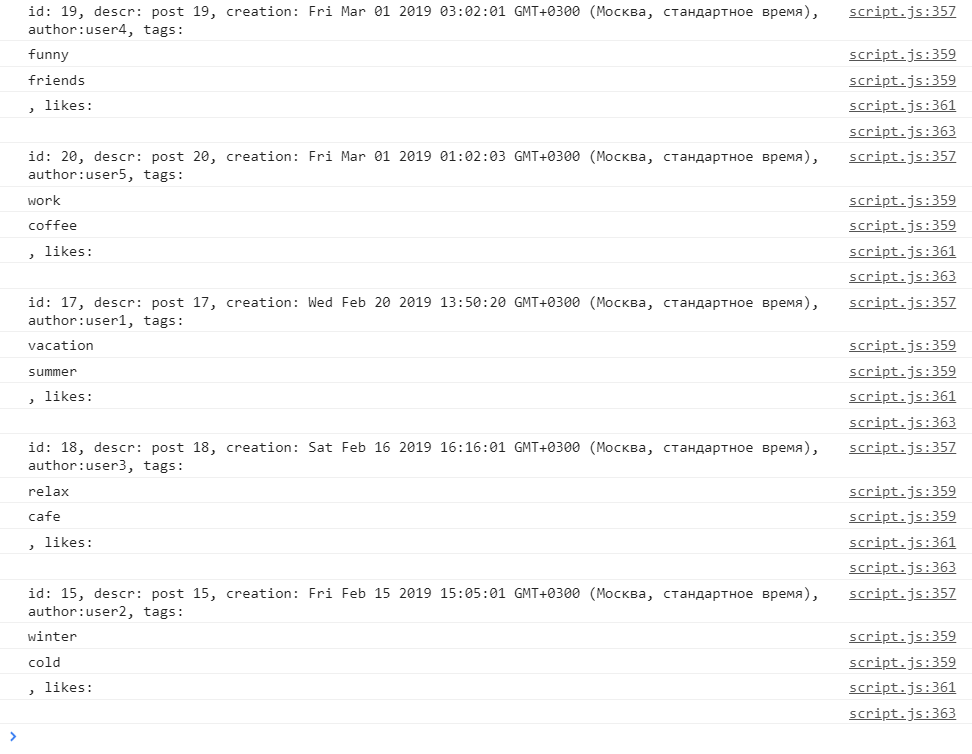 id: 19, descr: post 19, creation: Fri Mar 01 2019 03:02:01 GMT+0300 (Москва, стандартное время), script.js:357
author:user4, tags:
funny script.js:359
friends script.js:359
, likes: script.js:361
script.js:363
id: 20, descr: post 20, creation: Fri Mar 01 2019 01:02:03 GMT+0300 (Москва, стандартное время), script.js:357
author:user5, tags:
work script.js:359
coffee script.js:359
, likes: script.js:361
script.js:363
id: 17, descr: post 17, creation: Wed Feb 20 2019 13:50:20 GMT+0300 (Москва, стандартное время), script.js:357
author:user1, tags:
vacation script.js:359
summer script.js:359
, likes: script.js:361
script.js:363
id: 18, descr: post 18, creation: Sat Feb 16 2019 16:16:01 GMT+0300 (Москва, стандартное время), script.js:357
author:user3, tags:
relax script.js:359
cafe script.js:359
, likes: script.js:361
script.js:363
id: 15, descr: post 15, creation: Fri Feb 15 2019 15:05:01 GMT+0300 (Москва, стандартное время), script.js:357
author:user2, tags:
winter script.js:359
cold script.js:359
, likes: script.js:361
script.js:363